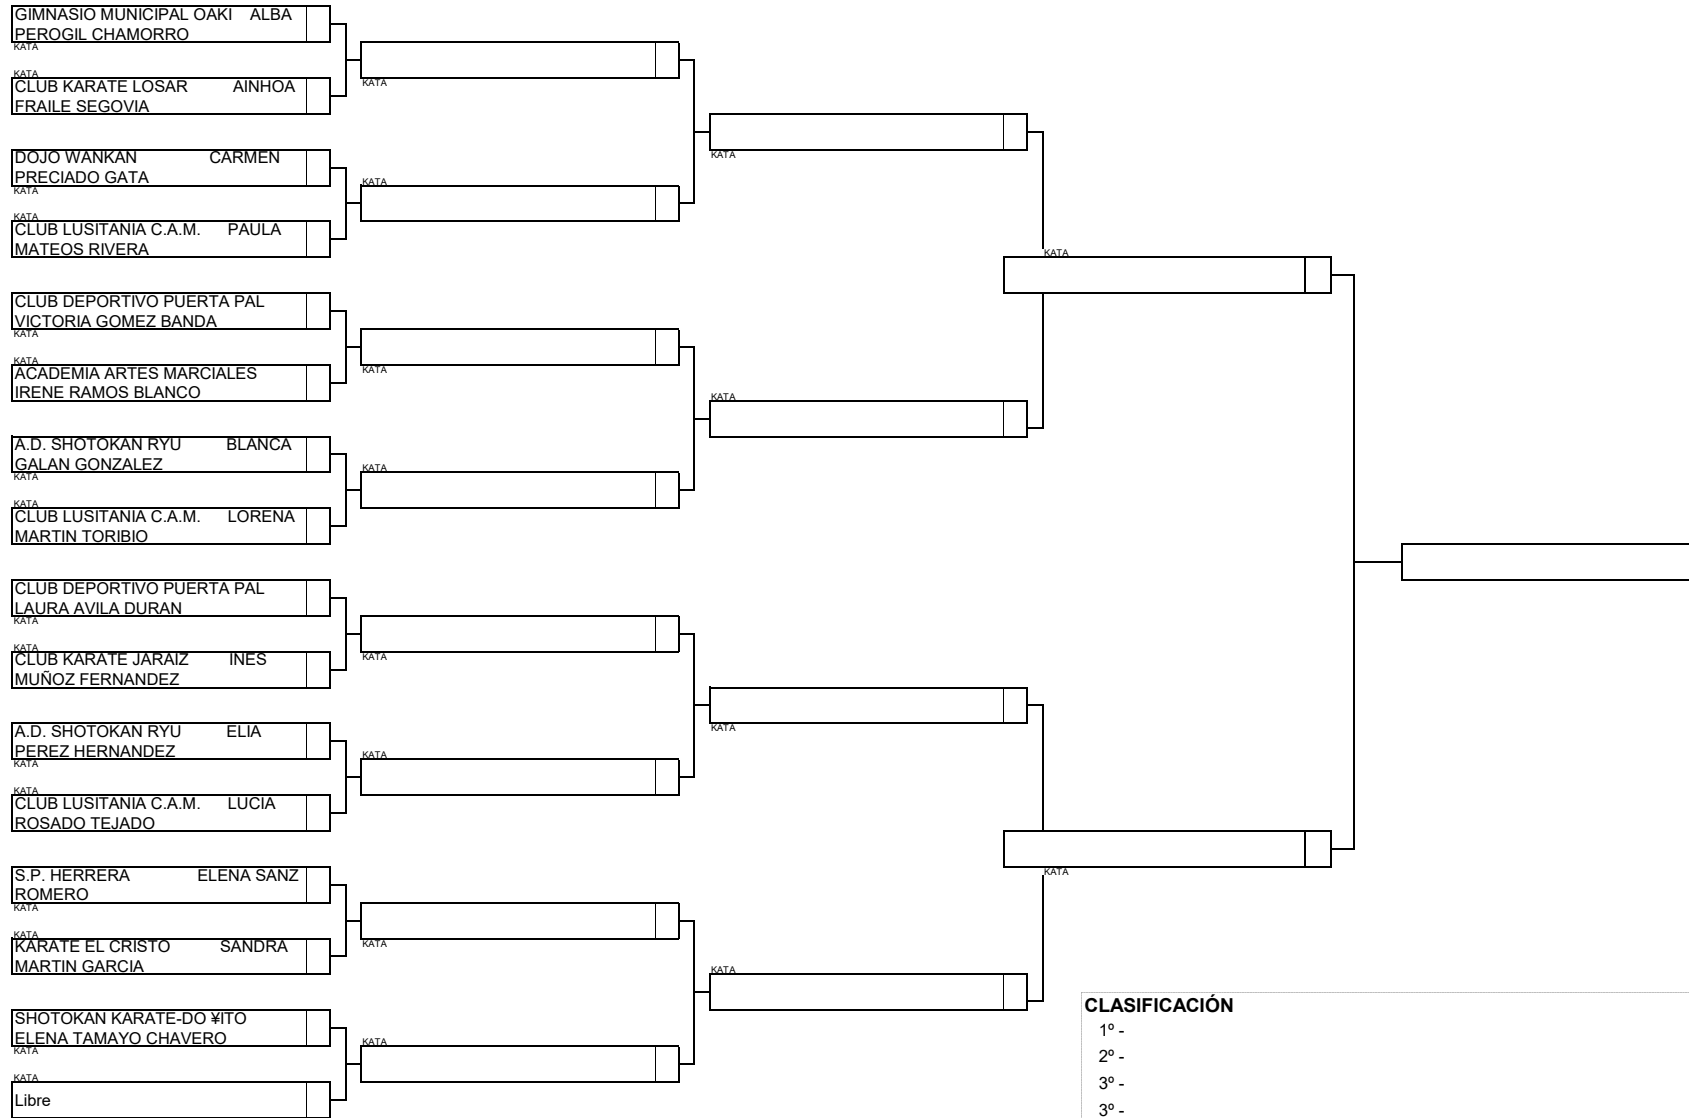 GIMNASIO MUNICIPAL OAKI ALBA
PEROGIL CHAMORRO
KATA
KATA
CLUB KARATE LOSAR AINHOA
FRAILE SEGOVIA
DOJO WANKAN CARMEN
PRECIADO GATA
KATA
KATA
CLUB LUSITANIA C.A.M. PAULA
MATEOS RIVERA
CLUB DEPORTIVO PUERTA PAL
VICTORIA GOMEZ BANDA
KATA
KATA
ACADEMIA ARTES MARCIALES
IRENE RAMOS BLANCO
A.D. SHOTOKAN RYU BLANCA
GALAN GONZALEZ
KATA
KATA
CLUB LUSITANIA C.A.M. LORENA
MARTIN TORIBIO
CLUB DEPORTIVO PUERTA PAL
LAURA AVILA DURAN
KATA
KATA
CLUB KARATE JARAIZ INES
MUÑOZ FERNANDEZ
A.D. SHOTOKAN RYU ELIA
PEREZ HERNANDEZ
KATA
KATA
CLUB LUSITANIA C.A.M. LUCIA
ROSADO TEJADO
S.P. HERRERA ELENA SANZ
ROMERO
KATA
KATA
KARATE EL CRISTO SANDRA
MARTIN GARCIA
SHOTOKAN KARATE-DO ¥ITO
ELENA TAMAYO CHAVERO
KATA
KATA
Libre
KATA
KATA
KATA
KATA
KATA
KATA
KATA
KATA
KATA
KATA
KATA
KATA
KATA
KATA
CLASIFICACIÓN
1º -
2º -
3º -
3º -